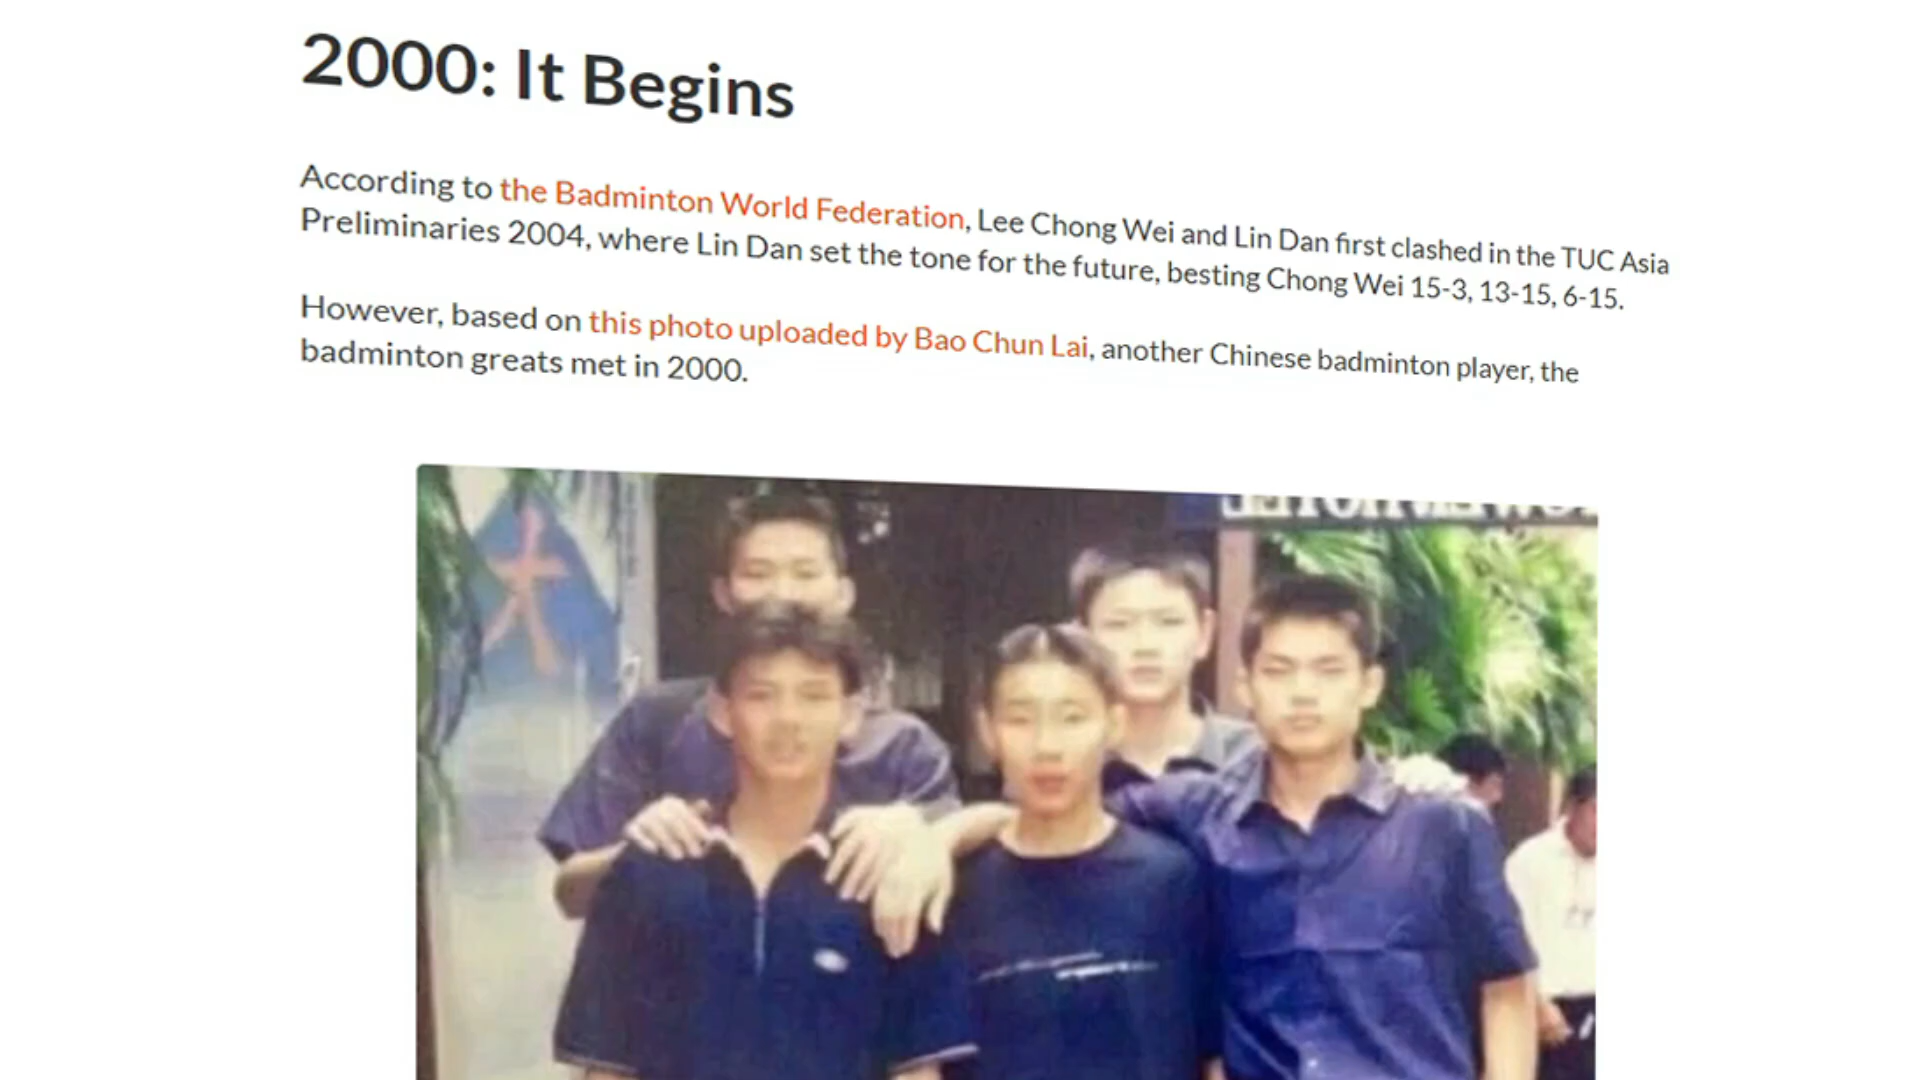 2000: It Begins
According to the Badminton World Federation, Lee Chong Wei and Lin Dan first clashed in the TUC Asia
Preliminaries 2004, where Lin Dan set the tone for the future, besting Chong Wei 15-3, 13-15, 6-15.
However, based on this photo uploaded by Bao Chun Lai, another Chinese badminton player, the
badminton greats met in 2000.
大